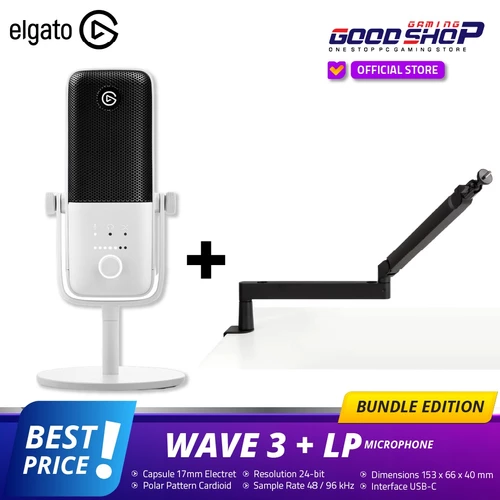 elgato
GAMING
GOODSHOP
ONE STOP PC GAMING STORE
OFFICIAL STORE
BUNDLE EDITION
BEST
PRICE!
WAVE 3 + LP MICROPHONE
• Capsule 17mm Electret • Resolution 24-bit • Dimensions 153 x 66 x 40 mm
• Polar Pattern Cardioid • Sample Rate 48 / 96 kHz • Interface USB-C